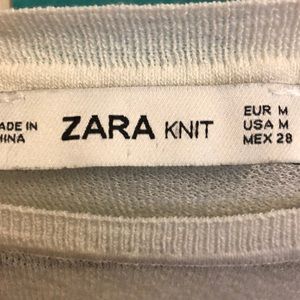 ADE IN
HINA
ZARA KNIT
EUR M
USA M
MEX 28